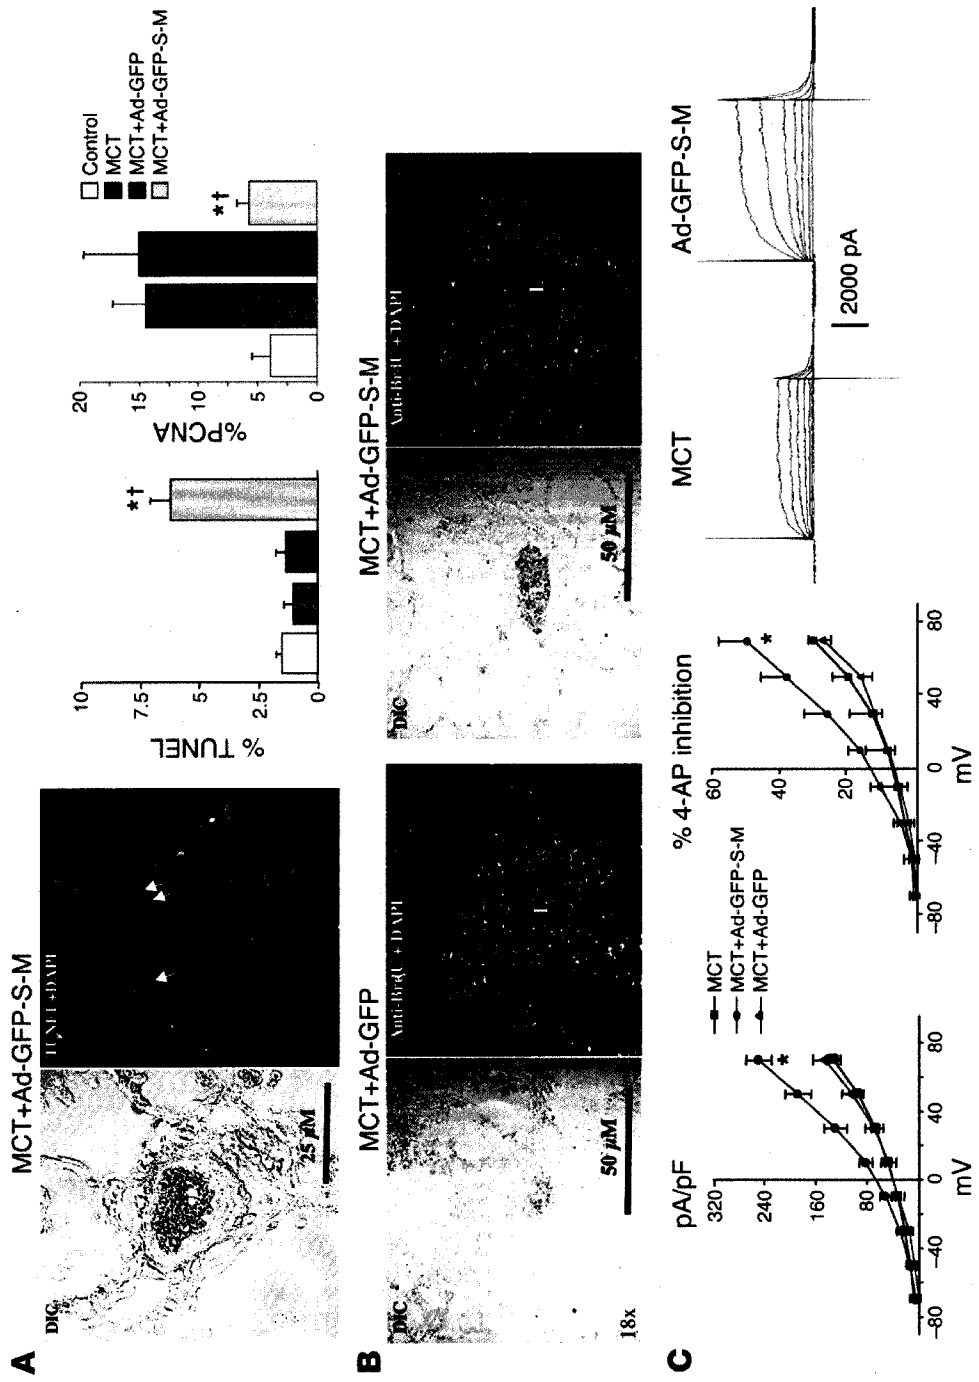 A
MCT+Ad-GFP-S-M
DIC
25 µM
TUNEL+DAPI
% TUNEL
10
7.5
5
2.5
0
*†
%PCNA
20
15
10
5
0
*†
Control
MCT
MCT+Ad-GFP
MCT+Ad-GFP-S-M
B
MCT+Ad-GFP
DIC
18x
50 µM
Anti-BrdU + DAPI
L
MCT+Ad-GFP-S-M
DIC
50 µM
Anti-BrdU + DAPI
L
C
pA/pF
320
240
160
80
0
-80
-40
0
40
80
mV
*
MCT
MCT+Ad-GFP-S-M
MCT+Ad-GFP
% 4-AP inhibition
60
40
20
-80
-40
0
40
80
mV
*
MCT
Ad-GFP-S-M
2000 pA